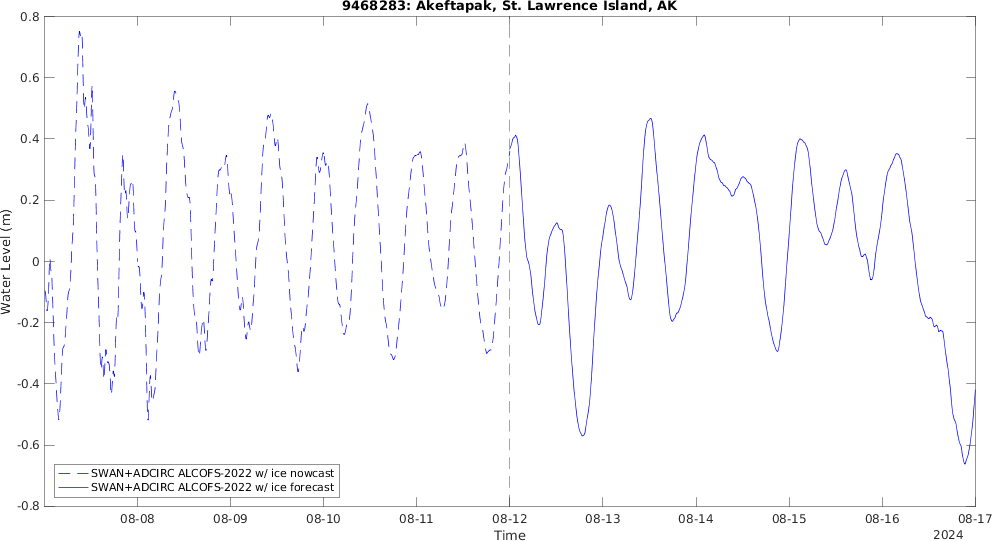 9468283: Akeftapak, St. Lawrence Island, AK
0.8
0.6
0.4
0.2
0
-0.2
-0.4
-0.6
-0.8
Water Level (m)
SWAN+ADCIRC ALCOFS-2022 w/ ice nowcast
SWAN+ADCIRC ALCOFS-2022 w/ ice forecast
08-08 08-09 08-10 08-11 08-12 08-13 08-14 08-15 08-16 08-17
Time
2024